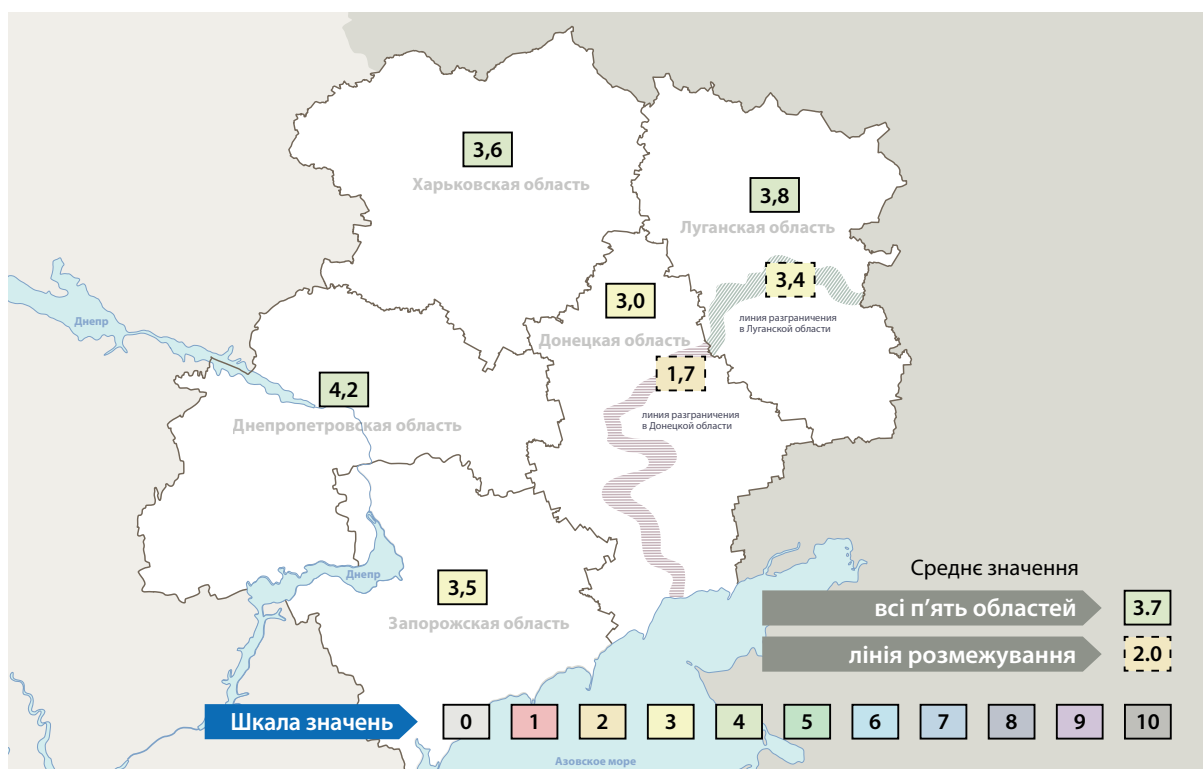 3,6
Харьковская область
3,8
Луганская область
3,4
линия разграничения
в Луганской области
3,0
Донецкая область
1,7
линия разграничения
в Донецкой области
Днепр
4,2
Днепропетровская область
Днепр
3,5
Запорожская область
Среднє значення
всі п’ять областей
3.7
лінія розмежування
2.0
Шкала значень
0 1 2 3 4 5 6 7 8 9 10
Азовское море